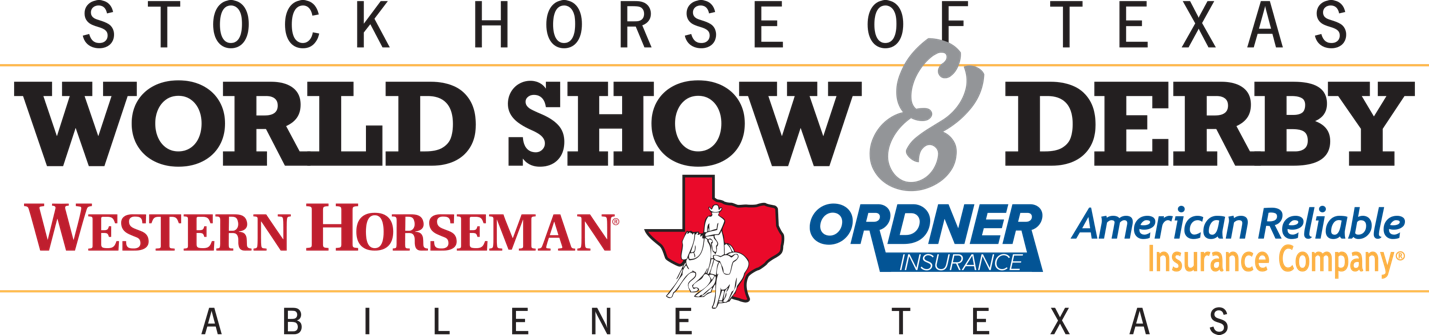 STOCK HORSE OF TEXAS
WORLD SHOW & DERBY
WESTERN HORSEMAN®
ORDNER
INSURANCE
American Reliable
Insurance Company®
ABILENE TEXAS